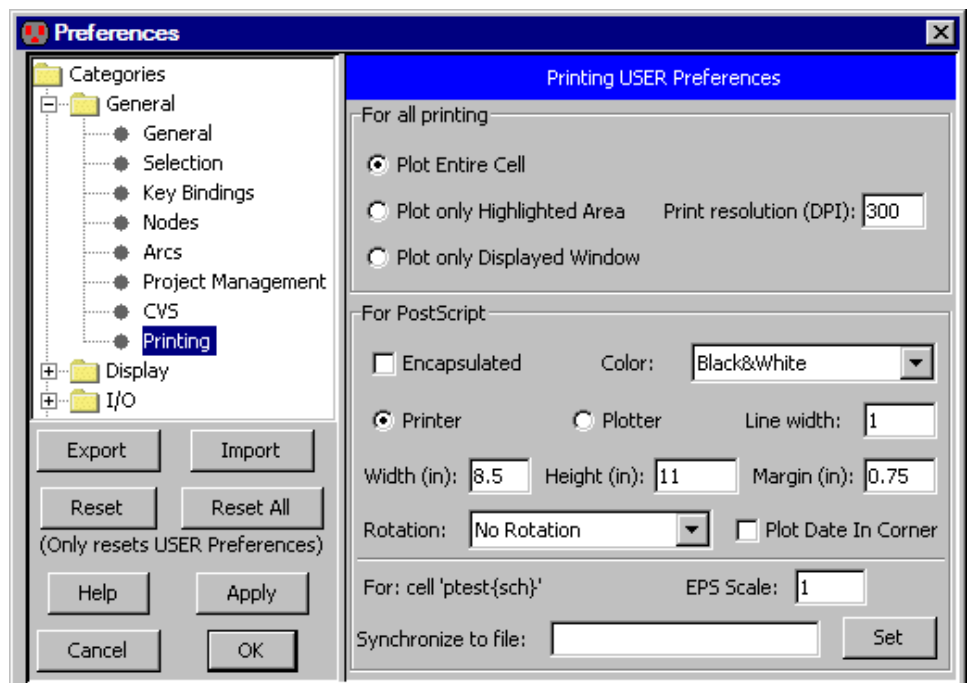 Preferences
Categories
General
General
Selection
Key Bindings
Nodes
Arcs
Project Management
CVS
Printing
Display
I/O
Export Import
Reset Reset All
(Only resets USER Preferences)
Help Apply
Cancel OK
Printing USER Preferences
For all printing
Plot Entire Cell
Plot only Highlighted Area Print resolution (DPI): 300
Plot only Displayed Window
For PostScript
Encapsulated Color: Black&White
Printer Plotter Line width: 1
Width (in): 8.5 Height (in): 11 Margin (in): 0.75
Rotation: No Rotation Plot Date In Corner
For: cell 'ptest{sch}' EPS Scale: 1
Synchronize to file: Set